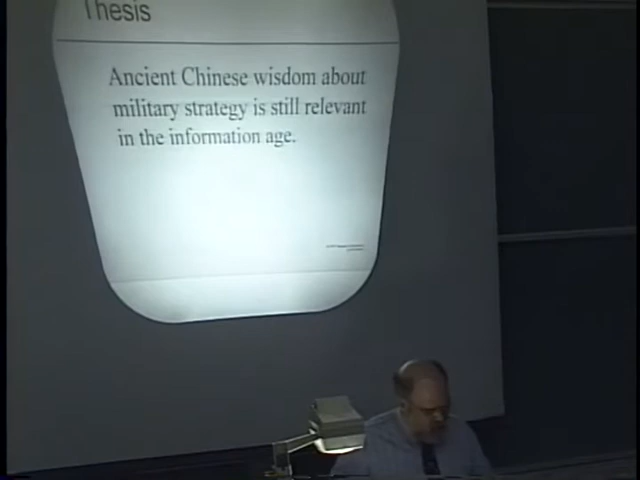 Thesis
Ancient Chinese wisdom about
military strategy is still relevant
in the information age.